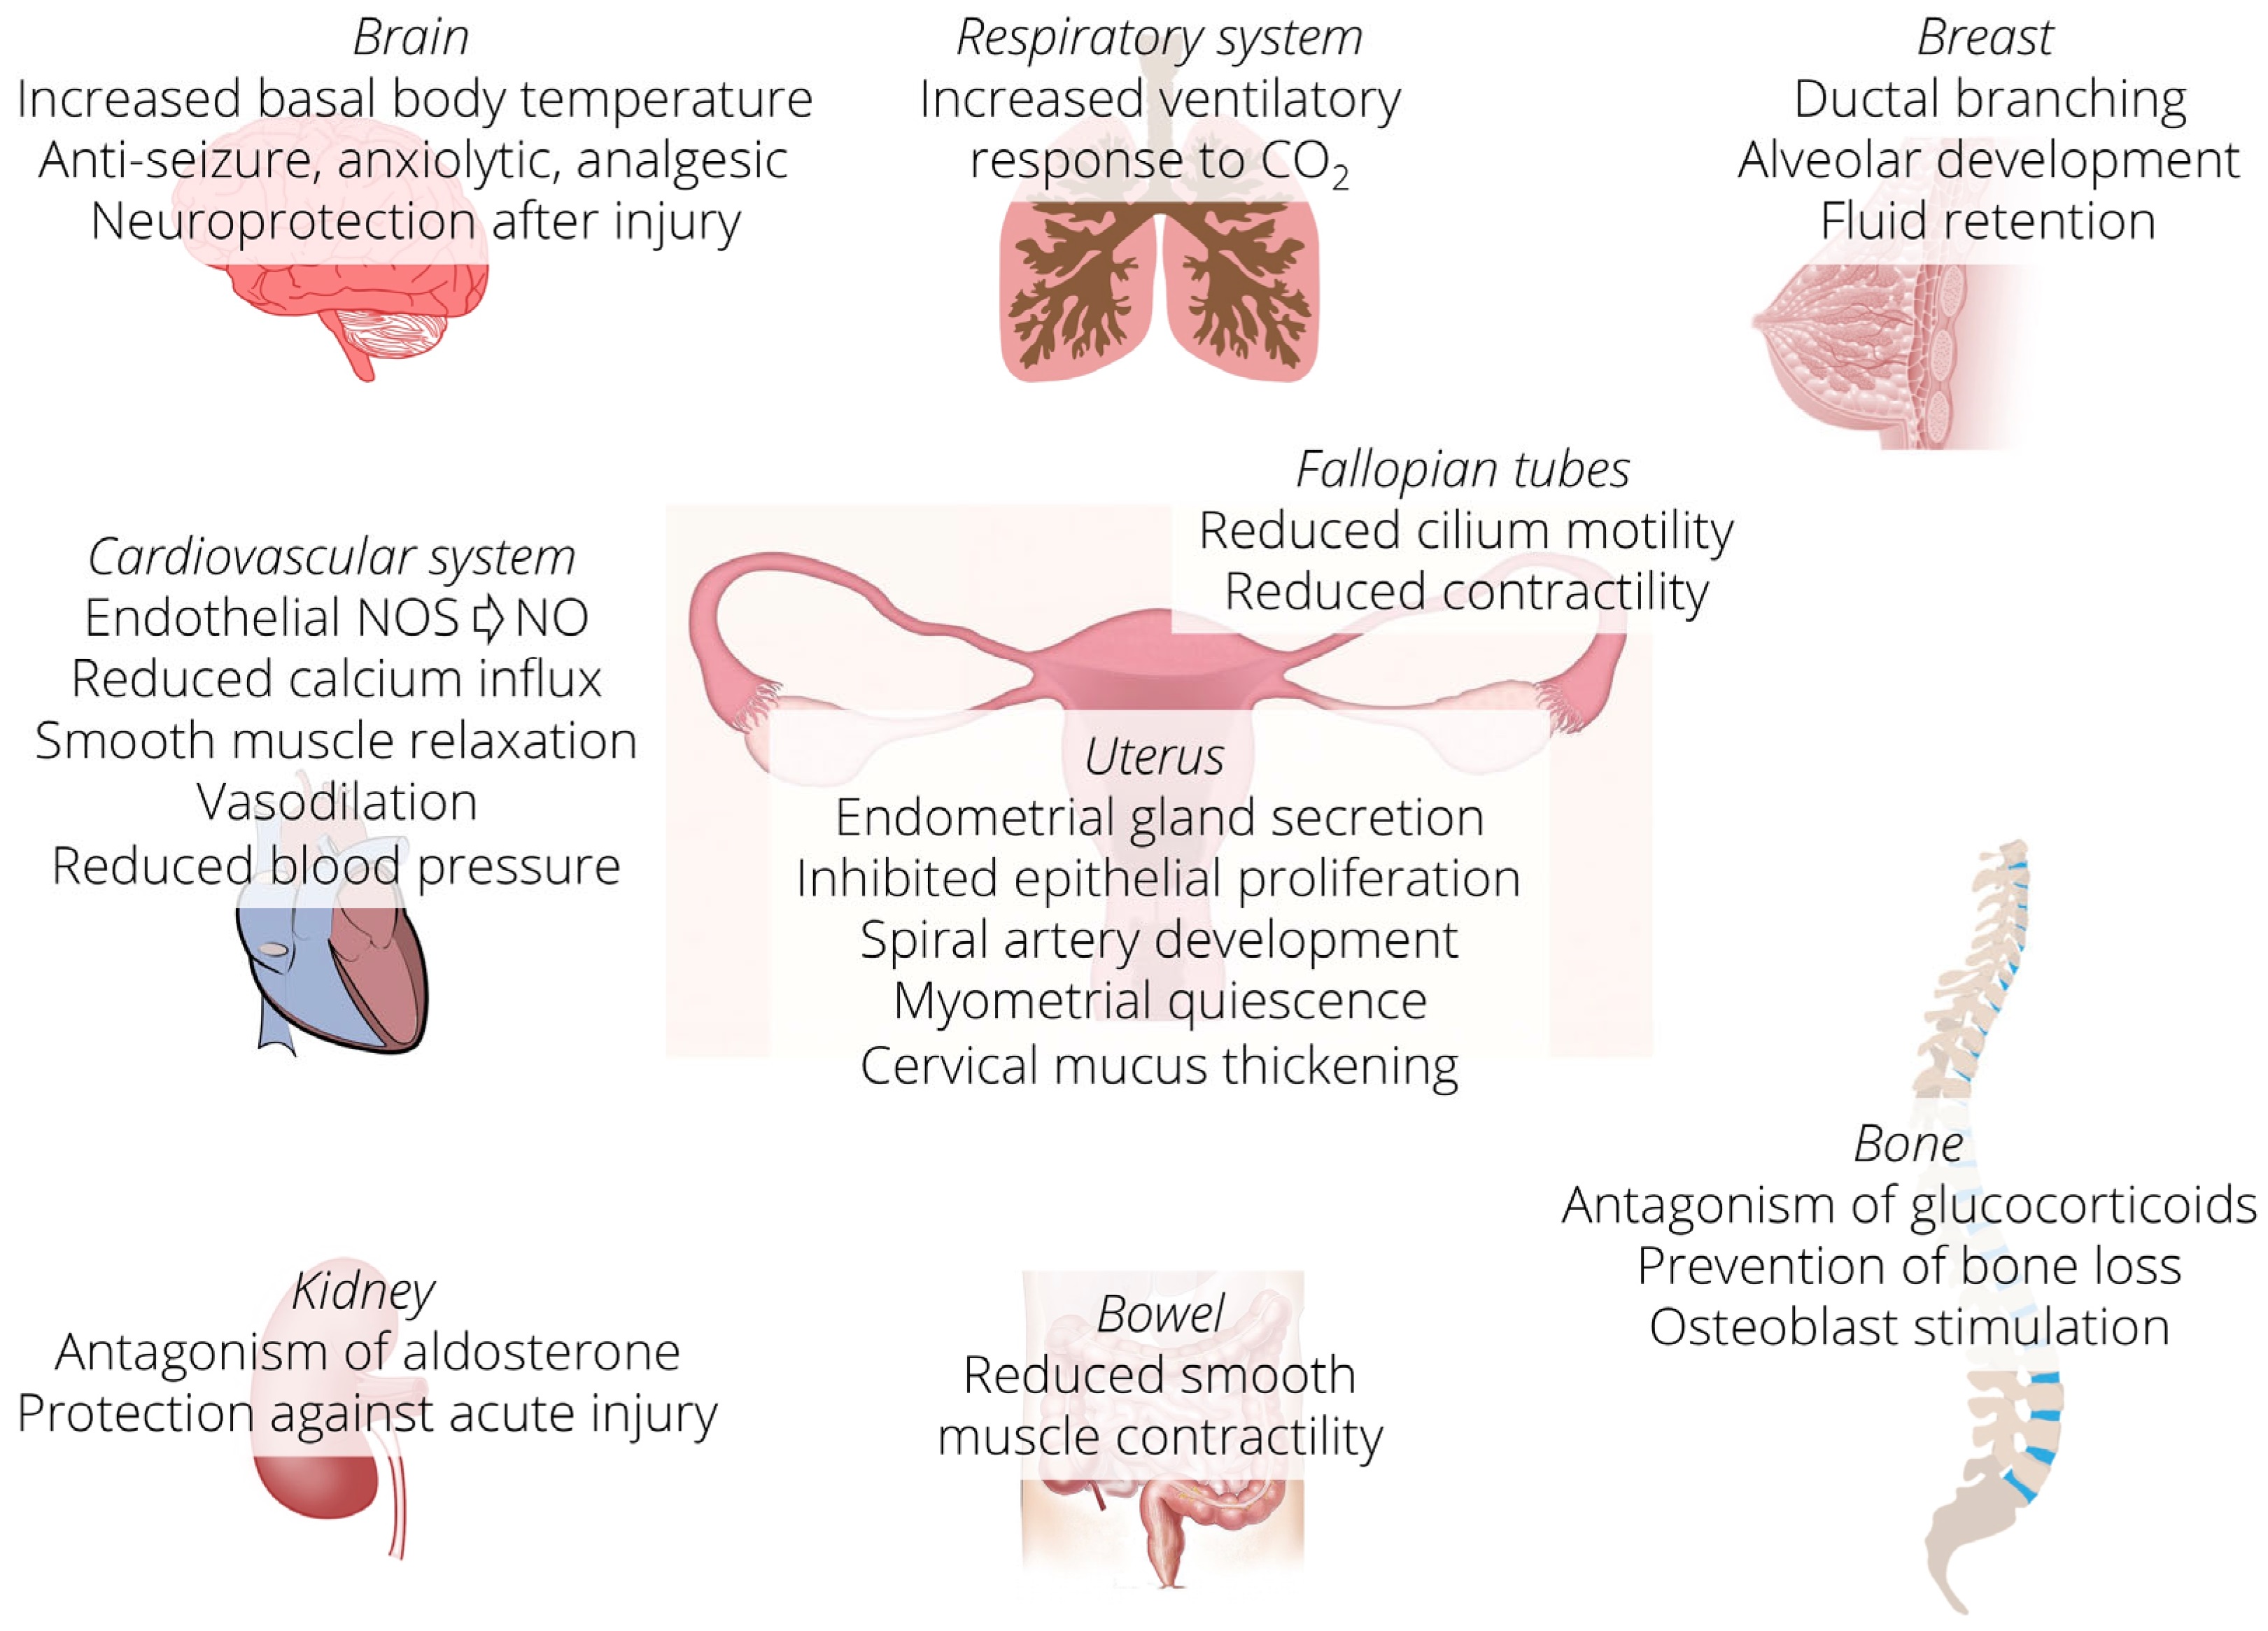 Brain
Increased basal body temperature
Anti-seizure, anxiolytic, analgesic
Neuroprotection after injury
Respiratory system
Increased ventilatory
response to CO₂
Breast
Ductal branching
Alveolar development
Fluid retention
Fallopian tubes
Reduced cilium motility
Reduced contractility
Cardiovascular system
Endothelial NOS ⇨ NO
Reduced calcium influx
Smooth muscle relaxation
Vasodilation
Reduced blood pressure
Uterus
Endometrial gland secretion
Inhibited epithelial proliferation
Spiral artery development
Myometrial quiescence
Cervical mucus thickening
Bone
Antagonism of glucocorticoids
Prevention of bone loss
Osteoblast stimulation
Kidney
Antagonism of aldosterone
Protection against acute injury
Bowel
Reduced smooth
muscle contractility